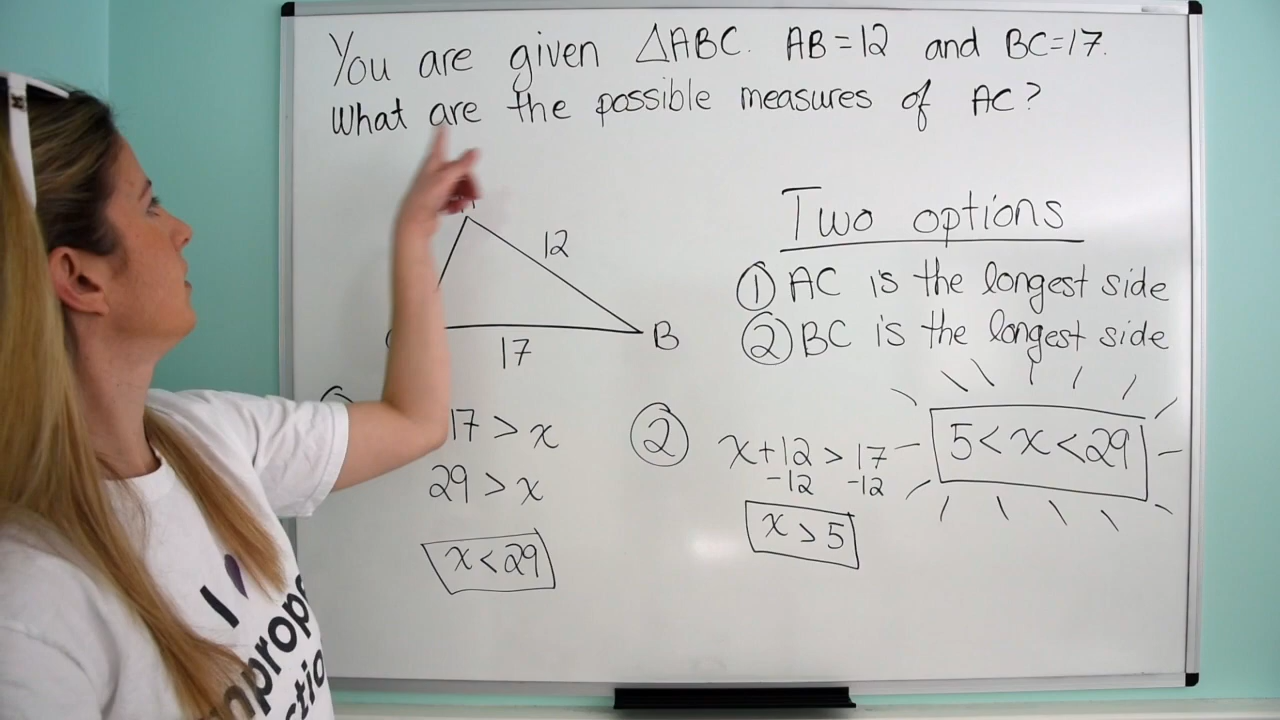 You are given △ABC. AB=12 and BC=17.
What are the possible measures of AC?
Two options
① AC is the longest side
② BC is the longest side
12
B
17
17 > x
29 > x
x < 29
② x+12 > 17
-12 -12
x > 5
5 < x < 29
I